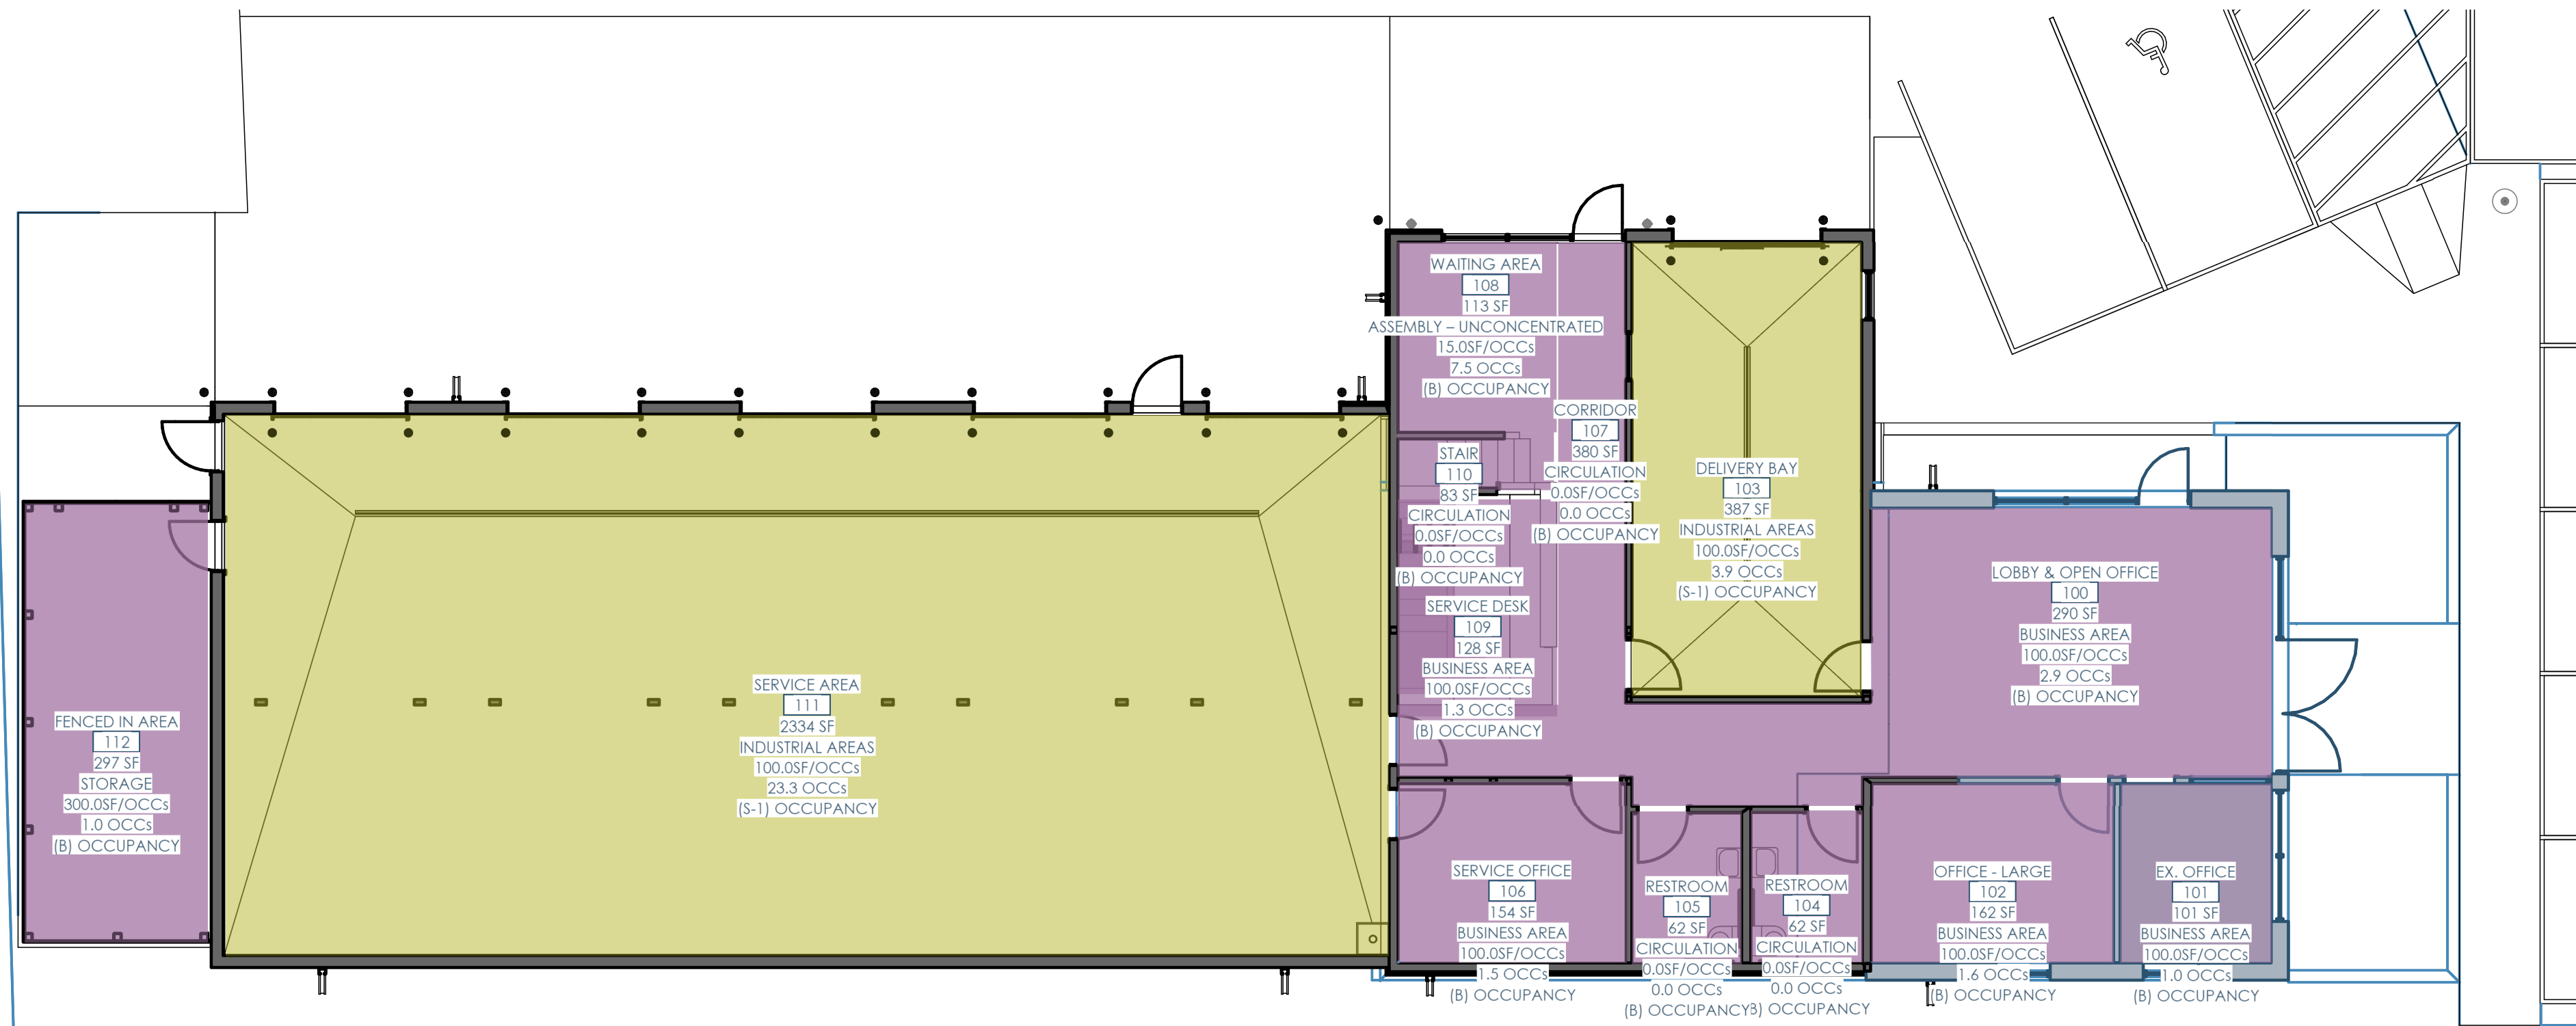 WAITING AREA
108
113 SF
ASSEMBLY – UNCONCENTRATED
15.0SF/OCCs
7.5 OCCs
(B) OCCUPANCY
CORRIDOR
107
380 SF
CIRCULATION
0.0SF/OCCs
0.0 OCCs
(B) OCCUPANCY
STAIR
110
83 SF
CIRCULATION
0.0SF/OCCs
0.0 OCCs
(B) OCCUPANCY
DELIVERY BAY
103
387 SF
INDUSTRIAL AREAS
100.0SF/OCCs
3.9 OCCs
(S-1) OCCUPANCY
LOBBY & OPEN OFFICE
100
290 SF
BUSINESS AREA
100.0SF/OCCs
2.9 OCCs
(B) OCCUPANCY
SERVICE DESK
109
128 SF
BUSINESS AREA
100.0SF/OCCs
1.3 OCCs
(B) OCCUPANCY
SERVICE AREA
111
2334 SF
INDUSTRIAL AREAS
100.0SF/OCCs
23.3 OCCs
(S-1) OCCUPANCY
FENCED IN AREA
112
297 SF
STORAGE
300.0SF/OCCs
1.0 OCCs
(B) OCCUPANCY
SERVICE OFFICE
106
154 SF
BUSINESS AREA
100.0SF/OCCs
1.5 OCCs
(B) OCCUPANCY
RESTROOM
105
62 SF
CIRCULATION
0.0SF/OCCs
0.0 OCCs
(B) OCCUPANCY
RESTROOM
104
62 SF
CIRCULATION
0.0SF/OCCs
0.0 OCCs
B) OCCUPANCY
OFFICE - LARGE
102
162 SF
BUSINESS AREA
100.0SF/OCCs
1.6 OCCs
(B) OCCUPANCY
EX. OFFICE
101
101 SF
BUSINESS AREA
100.0SF/OCCs
1.0 OCCs
(B) OCCUPANCY